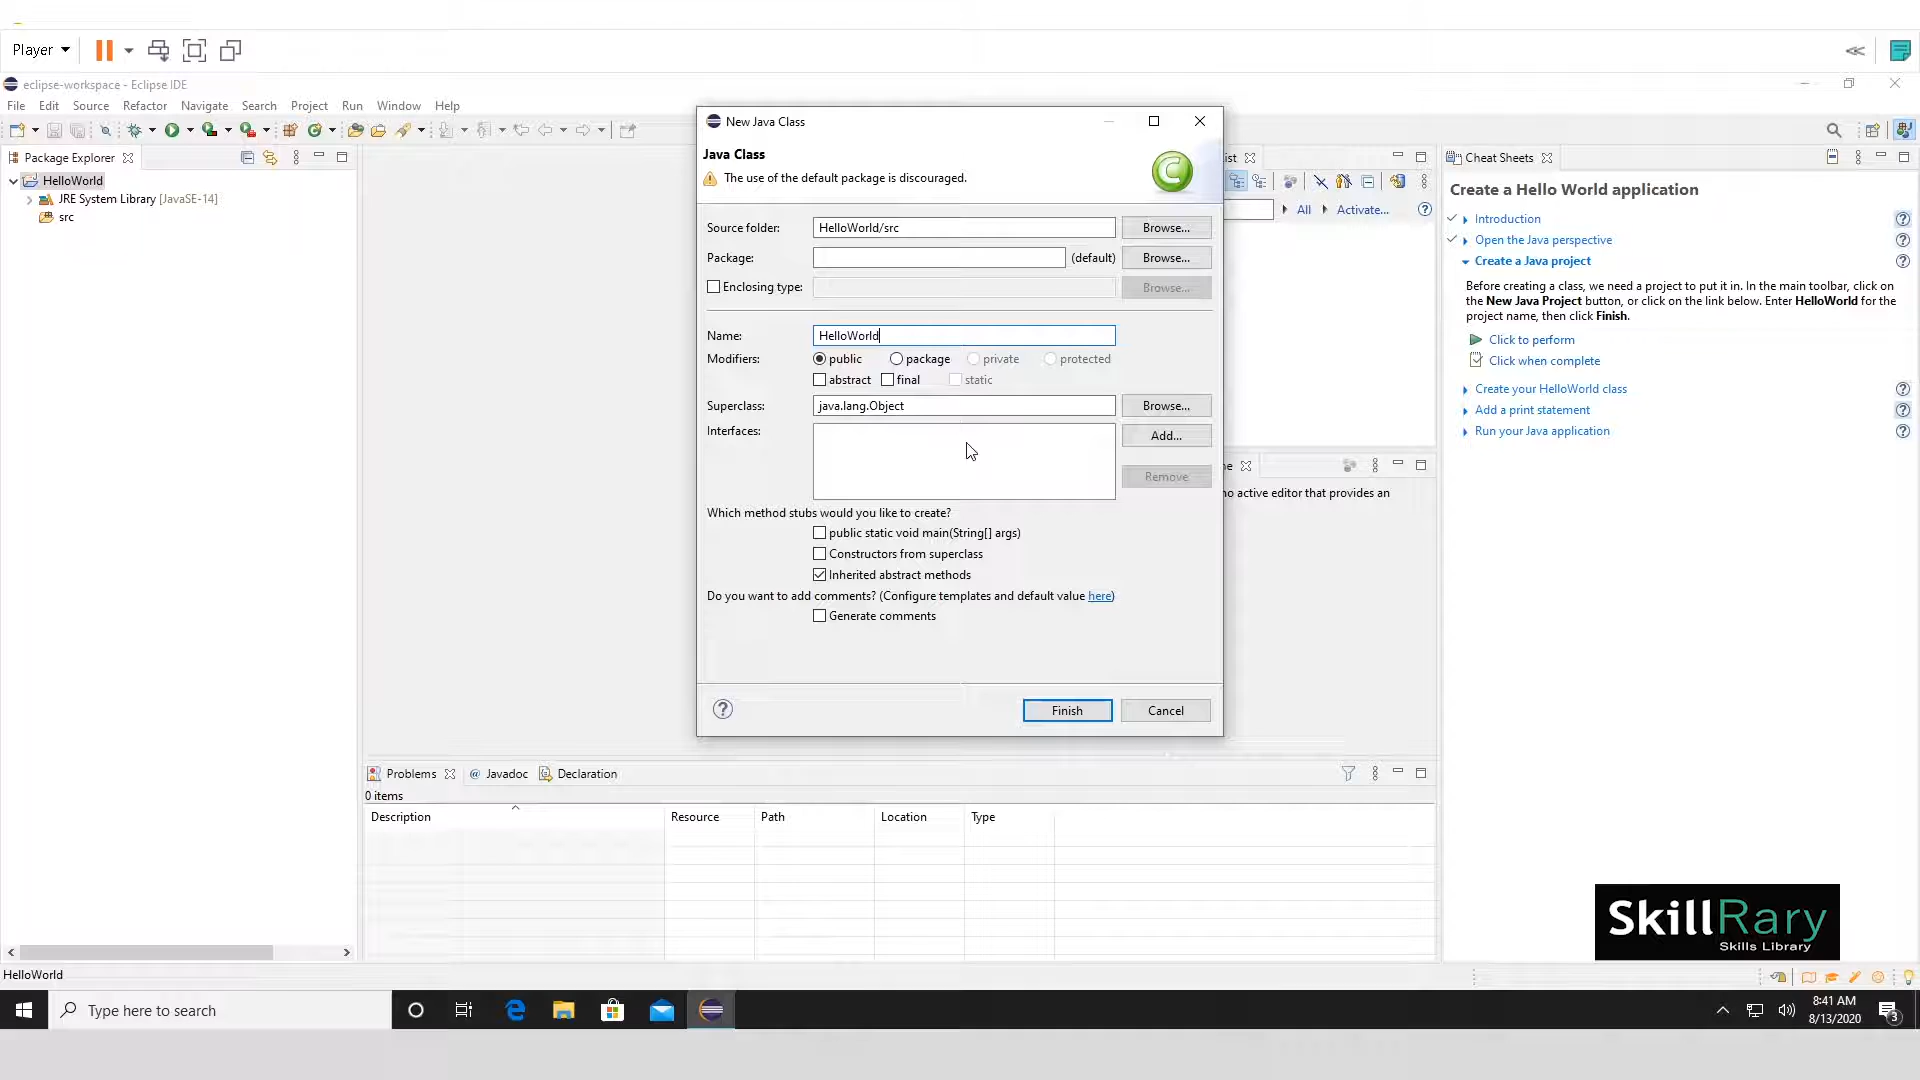 Player
eclipse-workspace - Eclipse IDE
File Edit Source Refactor Navigate Search Project Run Window Help
Package Explorer
HelloWorld
JRE System Library [JavaSE-14]
src
New Java Class
Java Class
The use of the default package is discouraged.
Source folder: HelloWorld/src Browse...
Package: (default) Browse...
Enclosing type: Browse...
Name: HelloWorld
Modifiers: public package private protected
abstract final static
Superclass: java.lang.Object Browse...
Interfaces: Add...
Remove
Which method stubs would you like to create?
public static void main(String[] args)
Constructors from superclass
Inherited abstract methods
Do you want to add comments? (Configure templates and default value here)
Generate comments
Finish Cancel
ist
All Activate...
ne
no active editor that provides an
Cheat Sheets
Create a Hello World application
Introduction
Open the Java perspective
Create a Java project
Before creating a class, we need a project to put it in. In the main toolbar, click on
the New Java Project button, or click on the link below. Enter HelloWorld for the
project name, then click Finish.
Click to perform
Click when complete
Create your HelloWorld class
Add a print statement
Run your Java application
Problems @ Javadoc Declaration
0 items
Description Resource Path Location Type
SkillRary
Skills Library
HelloWorld
Type here to search
8:41 AM
8/13/2020
3